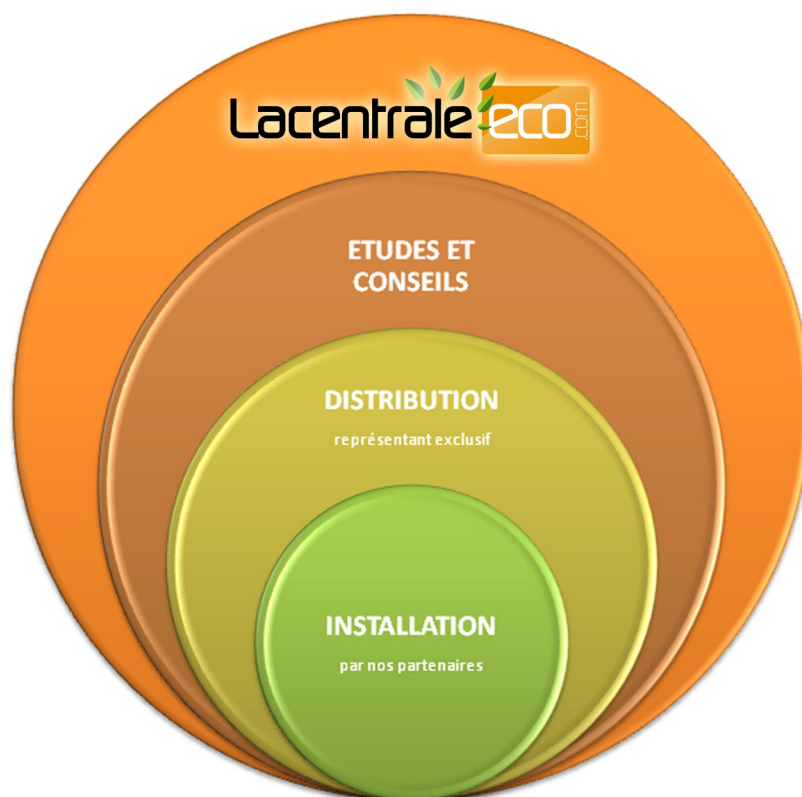 Lacentrale eco .com
ETUDES ET
CONSEILS
DISTRIBUTION
représentant exclusif
INSTALLATION
par nos partenaires